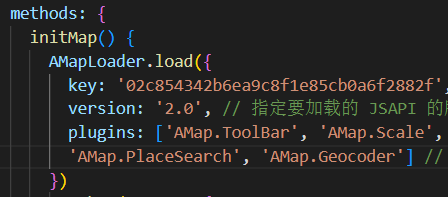 methods: {
initMap() {
AMapLoader.load({
key: '02c854342b6ea9c8f1e85cb0a6f2882f',
version: '2.0', // 指定要加载的 JSAPI 的
plugins: ['AMap.ToolBar', 'AMap.Scale',
'AMap.PlaceSearch', 'AMap.Geocoder'] //
})